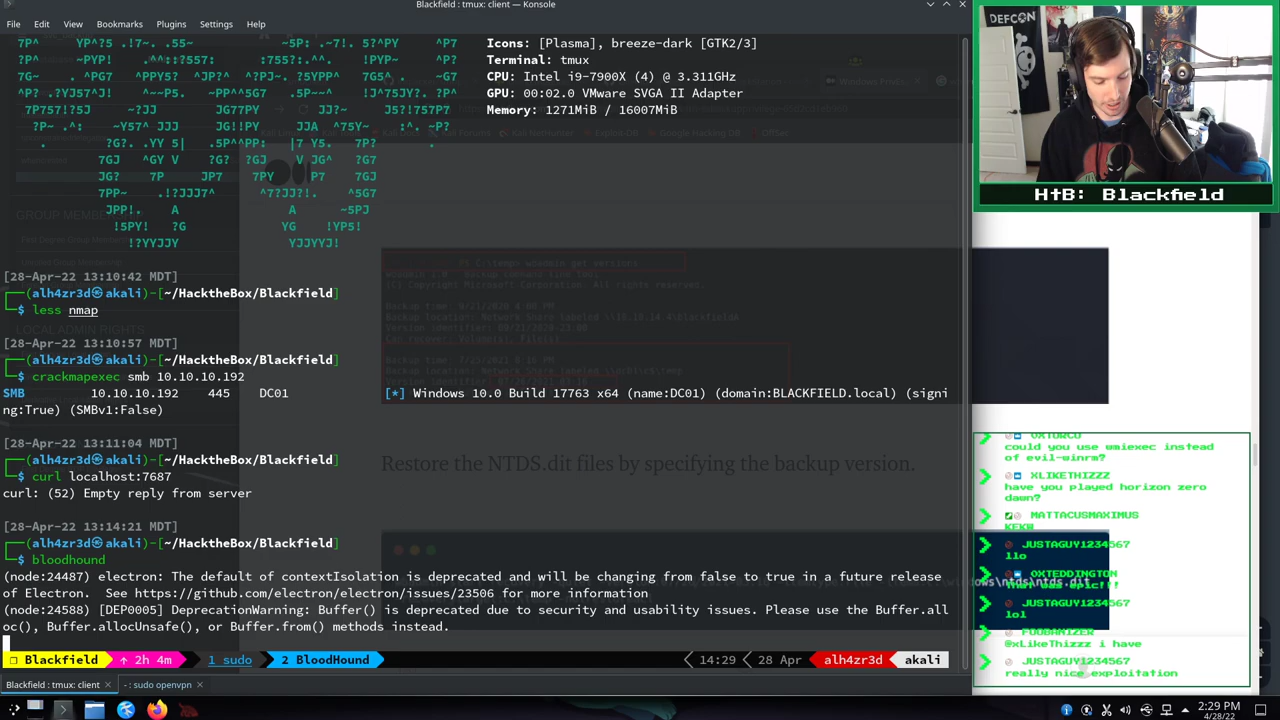 Blackfield : tmux: client — Konsole
File Edit View Bookmarks Plugins Settings Help
Icons: [Plasma], breeze-dark [GTK2/3]
Terminal: tmux
CPU: Intel i9-7900X (4) @ 3.311GHz
GPU: 00:02.0 VMware SVGA II Adapter
Memory: 1271MiB / 16007MiB
[28-Apr-22 13:10:42 MDT]
(alh4zr3d㉿akali)-[~/HacktheBox/Blackfield]
$ less nmap
[28-Apr-22 13:10:57 MDT]
(alh4zr3d㉿akali)-[~/HacktheBox/Blackfield]
$ crackmapexec smb 10.10.10.192
SMB 10.10.10.192 445 DC01 [*] Windows 10.0 Build 17763 x64 (name:DC01) (domain:BLACKFIELD.local) (signi
ng:True) (SMBv1:False)
[28-Apr-22 13:11:04 MDT]
(alh4zr3d㉿akali)-[~/HacktheBox/Blackfield]
$ curl localhost:7687
curl: (52) Empty reply from server
[28-Apr-22 13:14:21 MDT]
(alh4zr3d㉿akali)-[~/HacktheBox/Blackfield]
$ bloodhound
(node:24487) electron: The default of contextIsolation is deprecated and will be changing from false to true in a future release
of Electron. See https://github.com/electron/electron/issues/23506 for more information
(node:24588) [DEP0005] DeprecationWarning: Buffer() is deprecated due to security and usability issues. Please use the Buffer.all
oc(), Buffer.allocUnsafe(), or Buffer.from() methods instead.
Blackfield ↑ 2h 4m 1 sudo 2 BloodHound 14:29 28 Apr alh4zr3d akali
Blackfield : tmux: client
- : sudo openvpn
DEFCON
H†B: Blackfield
0XTURCO
could you use wmiexec instead
of evil-winrm?
XLIKETHIZZZ
have you played horizon zero
dawn?
MATTACUSMAXIMUS
KEKW
JUSTAGUY1234567
llo
0XTEDDINGTON
that was epic!!!
JUSTAGUY1234567
lol
FOOBANIZER
@xLikeThizzz i have
JUSTAGUY1234567
really nice exploitation
2:29 PM
4/28/22